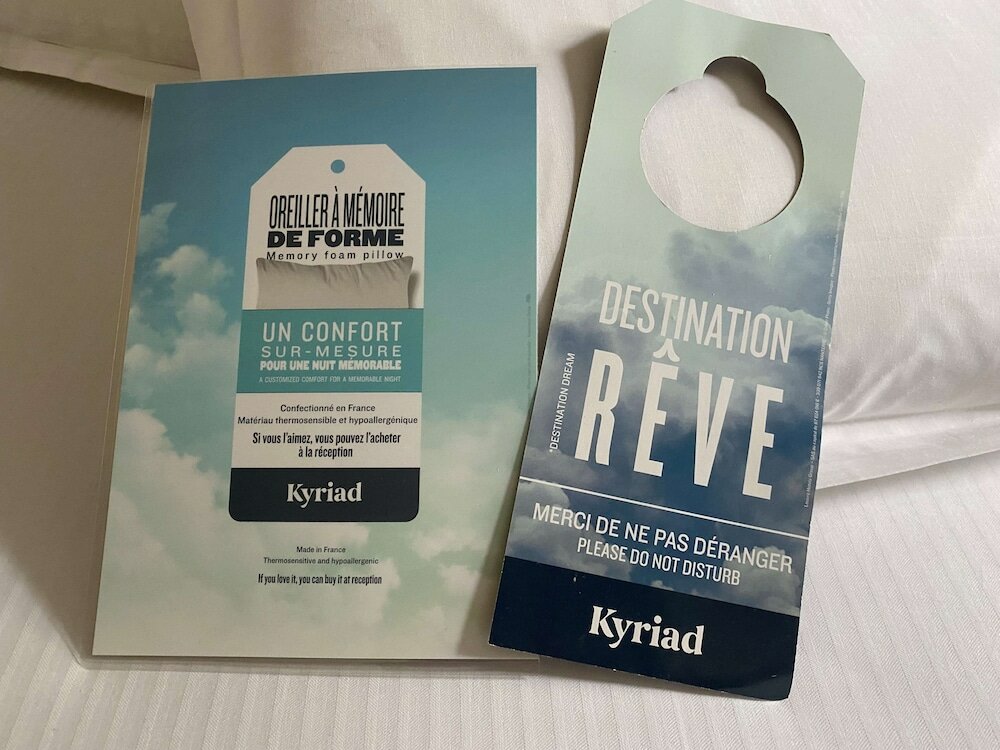 OREILLER À MÉMOIRE
DE FORME
Memory foam pillow
UN CONFORT
SUR-MESURE
POUR UNE NUIT MÉMORABLE
A CUSTOMIZED COMFORT FOR A MEMORABLE NIGHT
Confectionné en France
Matériau thermosensible et hypoallergénique
Si vous l'aimez, vous pouvez l'acheter
à la réception
Kyriad
Made in France
Thermosensitive and hypoallergenic
If you love it, you can buy it at reception
DESTINATION
RÊVE
*DESTINATION DREAM
MERCI DE NE PAS DÉRANGER
PLEASE DO NOT DISTURB
Kyriad